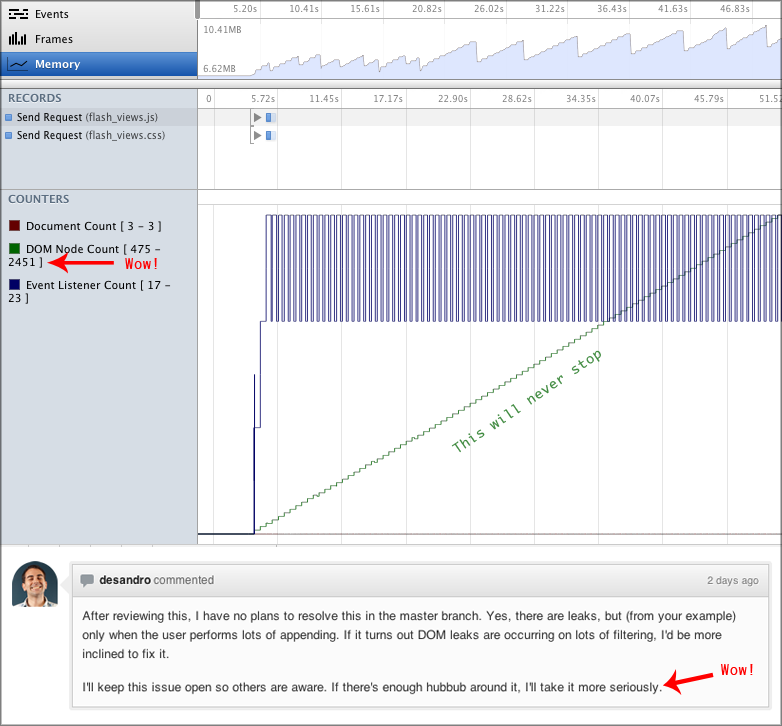 Events
Frames
Memory
5.20s 10.41s 15.61s 20.82s 26.02s 31.22s 36.43s 41.63s 46.83s
10.41MB
6.62MB
RECORDS
0 5.72s 11.45s 17.17s 22.90s 28.62s 34.35s 40.07s 45.79s 51.52
Send Request (flash_views.js)
Send Request (flash_views.css)
COUNTERS
Document Count [ 3 – 3 ]
DOM Node Count [ 475 –
2451 ]
Wow!
Event Listener Count [ 17 –
23 ]
This will never stop
desandro commented 2 days ago
After reviewing this, I have no plans to resolve this in the master branch. Yes, there are leaks, but (from your example)
only when the user performs lots of appending. If it turns out DOM leaks are occurring on lots of filtering, I'd be more
inclined to fix it.
I'll keep this issue open so others are aware. If there's enough hubbub around it, I'll take it more seriously.
Wow!